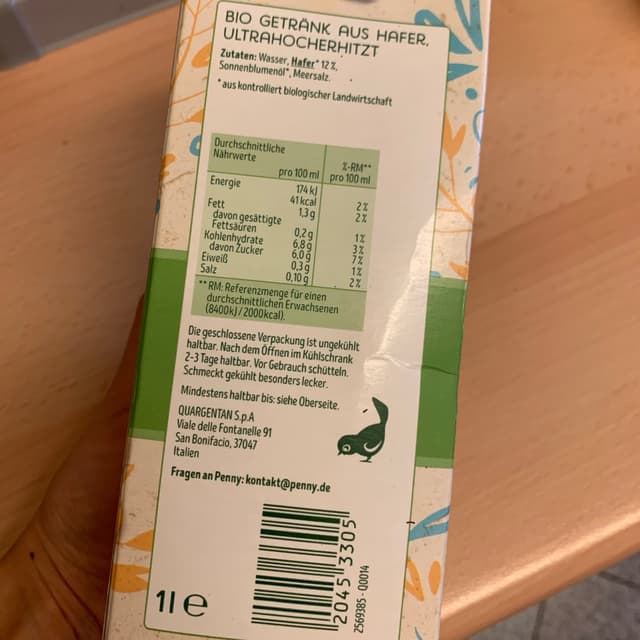 BIO GETRÄNK AUS HAFER,
ULTRAHOCHERHITZT
Zutaten: Wasser, Hafer* 12 %,
Sonnenblumenöl*, Meersalz.
* aus kontrolliert biologischer Landwirtschaft
Durchschnittliche
Nährwerte
pro 100 ml
%-RM**
pro 100 ml
Energie 174 kJ 2 %
41 kcal 2 %
Fett 1,3 g
davon gesättigte
Fettsäuren 0,2 g 1 %
Kohlenhydrate 6,8 g 3 %
davon Zucker 6,0 g 7 %
Eiweiß 0,3 g 1 %
Salz 0,10 g 2 %
** RM: Referenzmenge für einen
durchschnittlichen Erwachsenen
(8400kJ/2000kcal).
Die geschlossene Verpackung ist ungekühlt
haltbar. Nach dem Öffnen im Kühlschrank
2-3 Tage haltbar. Vor Gebrauch schütteln.
Schmeckt gekühlt besonders lecker.
Mindestens haltbar bis: siehe Oberseite.
QUARGENTAN S.p.A
Viale delle Fontanelle 91
San Bonifacio, 37047
Italien
Fragen an Penny: kontakt@penny.de
1l e
20453305
2569385 - Q0014